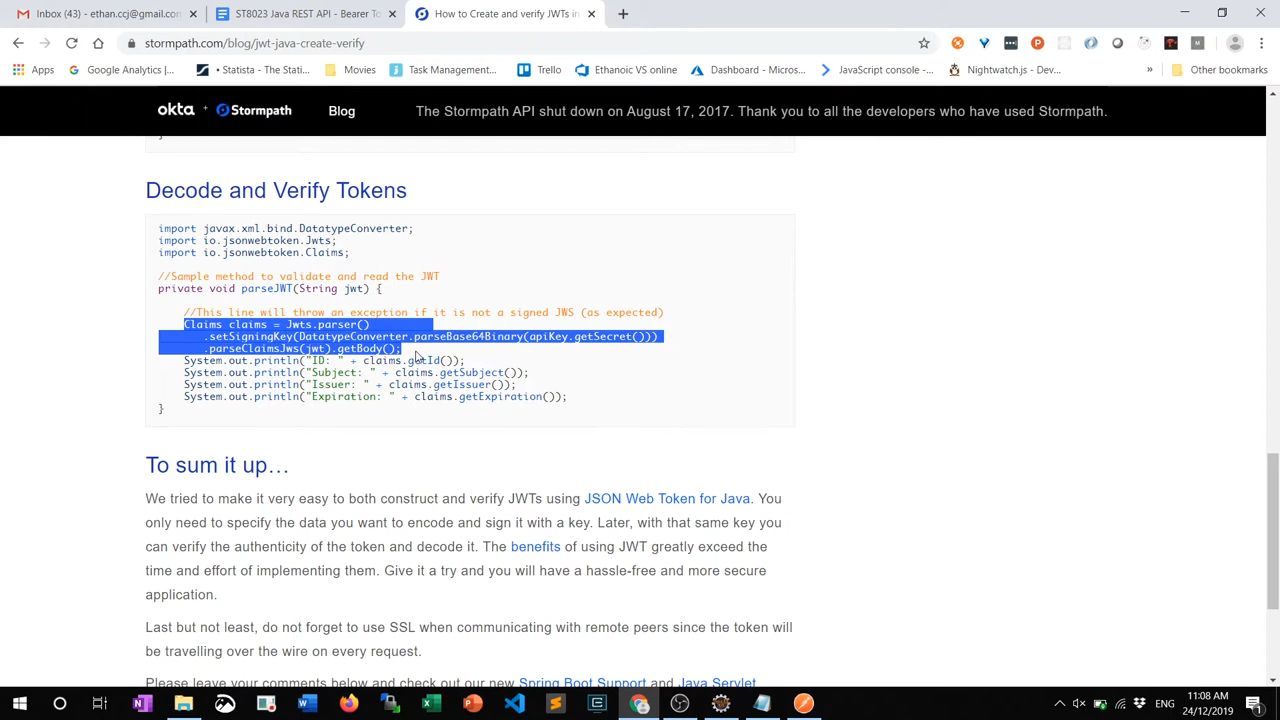 Inbox (43) - ethan.ccj@gmail.com
ST8023 Java REST API - Bearer To
How to Create and verify JWTs in
stormpath.com/blog/jwt-java-create-verify
Apps
Google Analytics |...
• Statista - The Stati...
Movies
Task Management...
Trello
Ethanoic VS online
Dashboard - Micros...
JavaScript console -...
Nightwatch.js - Dev...
»
Other bookmarks
okta + Stormpath
Blog
The Stormpath API shut down on August 17, 2017. Thank you to all the developers who have used Stormpath.
}
Decode and Verify Tokens
import javax.xml.bind.DatatypeConverter;
import io.jsonwebtoken.Jwts;
import io.jsonwebtoken.Claims;
//Sample method to validate and read the JWT
private void parseJWT(String jwt) {
//This line will throw an exception if it is not a signed JWS (as expected)
Claims claims = Jwts.parser()
.setSigningKey(DatatypeConverter.parseBase64Binary(apiKey.getSecret()))
.parseClaimsJws(jwt).getBody();
System.out.println("ID: " + claims.getId());
System.out.println("Subject: " + claims.getSubject());
System.out.println("Issuer: " + claims.getIssuer());
System.out.println("Expiration: " + claims.getExpiration());
}
To sum it up…
We tried to make it very easy to both construct and verify JWTs using JSON Web Token for Java. You
only need to specify the data you want to encode and sign it with a key. Later, with that same key you
can verify the authenticity of the token and decode it. The benefits of using JWT greatly exceed the
time and effort of implementing them. Give it a try and you will have a hassle-free and more secure
application.
Last but not least, do not forget to use SSL when communicating with remote peers since the token will
be travelling over the wire on every request.
Please leave your comments below and check out our new Spring Boot Support and Java Servlet
ENG
11:08 AM
24/12/2019